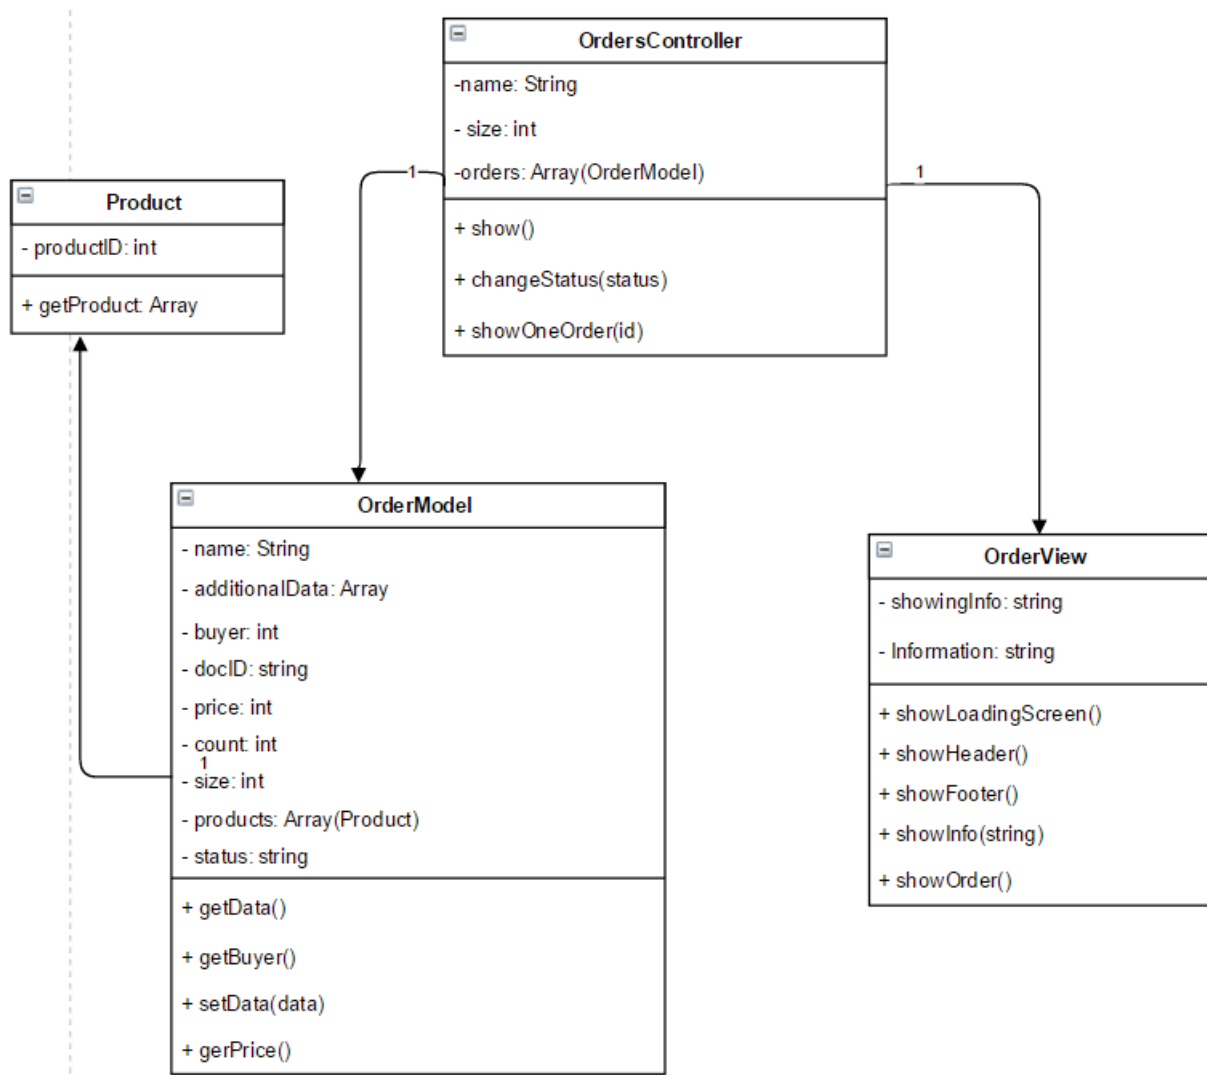 OrdersController
-name: String
- size: int
-orders: Array(OrderModel)
+ show()
+ changeStatus(status)
+ showOneOrder(id)
1
1
Product
- productID: int
+ getProduct: Array
OrderModel
- name: String
- additionalData: Array
- buyer: int
- docID: string
- price: int
- count: int
1
- size: int
- products: Array(Product)
- status: string
+ getData()
+ getBuyer()
+ setData(data)
+ gerPrice()
OrderView
- showingInfo: string
- Information: string
+ showLoadingScreen()
+ showHeader()
+ showFooter()
+ showInfo(string)
+ showOrder()